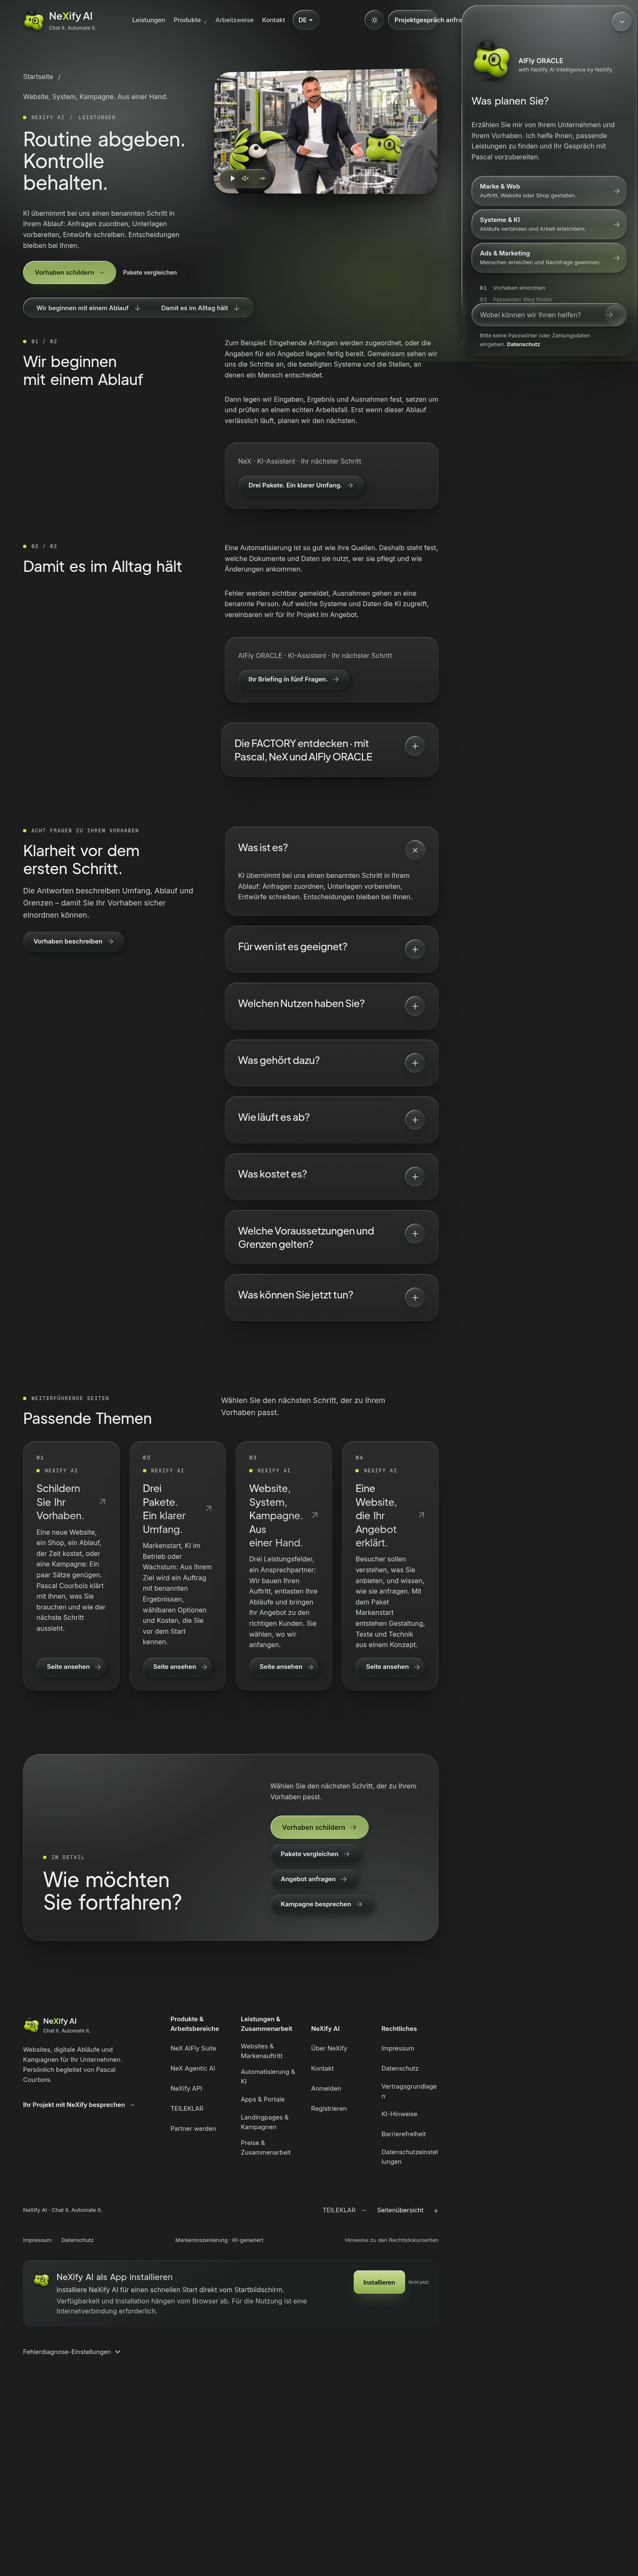 NeXify AI
Chat it. Automate it.
Leistungen
Produkte
Arbeitsweise
Kontakt
DE
Projektgespräch anfra
Startseite /
Website, System, Kampagne. Aus einer Hand.
NEXIFY AI / LEISTUNGEN
Routine abgeben.
Kontrolle
behalten.
KI übernimmt bei uns einen benannten Schritt in
Ihrem Ablauf: Anfragen zuordnen, Unterlagen
vorbereiten, Entwürfe schreiben. Entscheidungen
bleiben bei Ihnen.
Vorhaben schildern →
Pakete vergleichen
Wir beginnen mit einem Ablauf ↓
Damit es im Alltag hält ↓
AIFly ORACLE
with NeXify AI Intelligence by NeXify
Was planen Sie?
Erzählen Sie mir von Ihrem Unternehmen und
Ihrem Vorhaben. Ich helfe Ihnen, passende
Leistungen zu finden und Ihr Gespräch mit
Pascal vorzubereiten.
Marke & Web
Auftritt, Website oder Shop gestalten.
→
Systeme & KI
Abläufe verbinden und Arbeit erleichtern.
→
Ads & Marketing
Menschen erreichen und Nachfrage gewinnen.
→
01 Vorhaben einordnen
02 Passenden Weg finden
Wobei können wir Ihnen helfen?
→
Bitte keine Passwörter oder Zahlungsdaten
eingeben. Datenschutz
01 / 02
Wir beginnen
mit einem Ablauf
Zum Beispiel: Eingehende Anfragen werden zugeordnet, oder die
Angaben für ein Angebot liegen fertig bereit. Gemeinsam sehen wir
uns die Schritte an, die beteiligten Systeme und die Stellen, an
denen ein Mensch entscheidet.
Dann legen wir Eingaben, Ergebnis und Ausnahmen fest, setzen um
und prüfen an einem echten Arbeitsfall. Erst wenn dieser Ablauf
verlässlich läuft, planen wir den nächsten.
NeX · KI-Assistent · Ihr nächster Schritt
Drei Pakete. Ein klarer Umfang. →
02 / 02
Damit es im Alltag hält
Eine Automatisierung ist so gut wie ihre Quellen. Deshalb steht fest,
welche Dokumente und Daten sie nutzt, wer sie pflegt und wie
Änderungen ankommen.
Fehler werden sichtbar gemeldet, Ausnahmen gehen an eine
benannte Person. Auf welche Systeme und Daten die KI zugreift,
vereinbaren wir für Ihr Projekt im Angebot.
AIFly ORACLE · KI-Assistent · Ihr nächster Schritt
Ihr Briefing in fünf Fragen. →
Die FACTORY entdecken · mit
Pascal, NeX und AIFly ORACLE
+
ACHT FRAGEN ZU IHREM VORHABEN
Klarheit vor dem
ersten Schritt.
Die Antworten beschreiben Umfang, Ablauf und
Grenzen – damit Sie Ihr Vorhaben sicher
einordnen können.
Vorhaben beschreiben →
Was ist es?
×
KI übernimmt bei uns einen benannten Schritt in Ihrem
Ablauf: Anfragen zuordnen, Unterlagen vorbereiten,
Entwürfe schreiben. Entscheidungen bleiben bei Ihnen.
Für wen ist es geeignet?
+
Welchen Nutzen haben Sie?
+
Was gehört dazu?
+
Wie läuft es ab?
+
Was kostet es?
+
Welche Voraussetzungen und
Grenzen gelten?
+
Was können Sie jetzt tun?
+
WEITERFÜHRENDE SEITEN
Passende Themen
Wählen Sie den nächsten Schritt, der zu Ihrem
Vorhaben passt.
01
NEXIFY AI
Schildern
Sie Ihr
Vorhaben.
Eine neue Website,
ein Shop, ein Ablauf,
der Zeit kostet, oder
eine Kampagne: Ein
paar Sätze genügen.
Pascal Courbois klärt
mit Ihnen, was Sie
brauchen und wie der
nächste Schritt
aussieht.
Seite ansehen →
02
NEXIFY AI
Drei
Pakete.
Ein klarer
Umfang.
Markenstart, KI im
Betrieb oder
Wachstum: Aus Ihrem
Ziel wird ein Auftrag
mit benannten
Ergebnissen,
wählbaren Optionen
und Kosten, die Sie
vor dem Start
kennen.
Seite ansehen →
03
NEXIFY AI
Website,
System,
Kampagne.
Aus
einer Hand.
Drei Leistungsfelder,
ein Ansprechpartner:
Wir bauen Ihren
Auftritt, entlasten Ihre
Abläufe und bringen
Ihr Angebot zu den
richtigen Kunden. Sie
wählen, wo wir
anfangen.
Seite ansehen →
04
NEXIFY AI
Eine
Website,
die Ihr
Angebot
erklärt.
Besucher sollen
verstehen, was Sie
anbieten, und wissen,
wie sie anfragen. Mit
dem Paket
Markenstart
entstehen Gestaltung,
Texte und Technik
aus einem Konzept.
Seite ansehen →
IM DETAIL
Wie möchten
Sie fortfahren?
Wählen Sie den nächsten Schritt, der zu Ihrem
Vorhaben passt.
Vorhaben schildern →
Pakete vergleichen →
Angebot anfragen →
Kampagne besprechen →
NeXify AI
Chat it. Automate it.
Websites, digitale Abläufe und
Kampagnen für Ihr Unternehmen.
Persönlich begleitet von Pascal
Courbois.
Ihr Projekt mit NeXify besprechen →
Produkte &
Arbeitsbereiche
NeX AIFly Suite
NeX Agentic AI
NeXify API
TEILEKLAR
Partner werden
Leistungen &
Zusammenarbeit
Websites &
Markenauftritt
Automatisierung &
KI
Apps & Portale
Landingpages &
Kampagnen
Preise &
Zusammenarbeit
NeXify AI
Über NeXify
Kontakt
Anmelden
Registrieren
Rechtliches
Impressum
Datenschutz
Vertragsgrundlage
n
KI-Hinweise
Barrierefreiheit
Datenschutzeinstel
lungen
NeXify AI · Chat it. Automate it.
TEILEKLAR →
Seitenübersicht +
Impressum
Datenschutz
Markeninszenierung · KI-generiert
Hinweise zu den Rechtsdokumenten
NeXify AI als App installieren
Installiere NeXify AI für einen schnellen Start direkt vom Startbildschirm.
Verfügbarkeit und Installation hängen vom Browser ab. Für die Nutzung ist eine
Internetverbindung erforderlich.
Installieren
Nicht jetzt
Fehlerdiagnose-Einstellungen